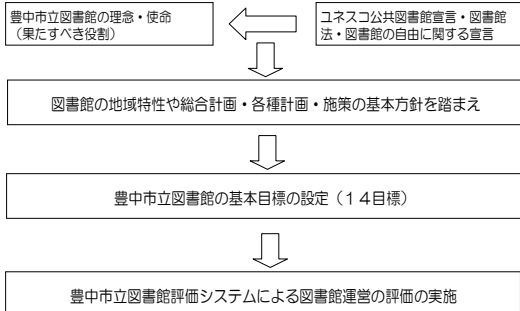 豊中市立図書館の理念・使命
(果たすべき役割)
ユネスコ公共図書館宣言・図書館
法・図書館の自由に関する宣言
図書館の地域特性や総合計画・各種計画・施策の基本方針を踏まえ
豊中市立図書館の基本目標の設定（１４目標）
豊中市立図書館評価システムによる図書館運営の評価の実施